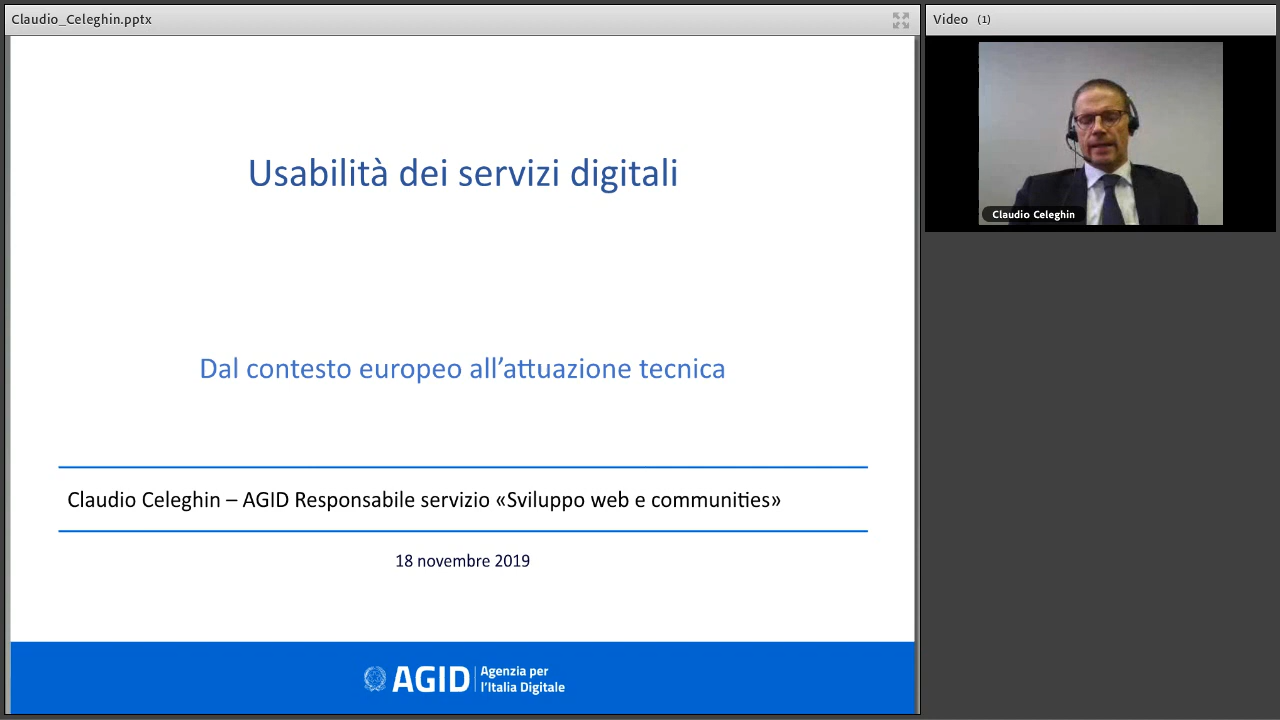 Claudio_Celeghin.pptx
Video (1)
Claudio Celeghin
Usabilità dei servizi digitali
Dal contesto europeo all’attuazione tecnica
Claudio Celeghin – AGID Responsabile servizio «Sviluppo web e communities»
18 novembre 2019
AGID
Agenzia per
l’Italia Digitale